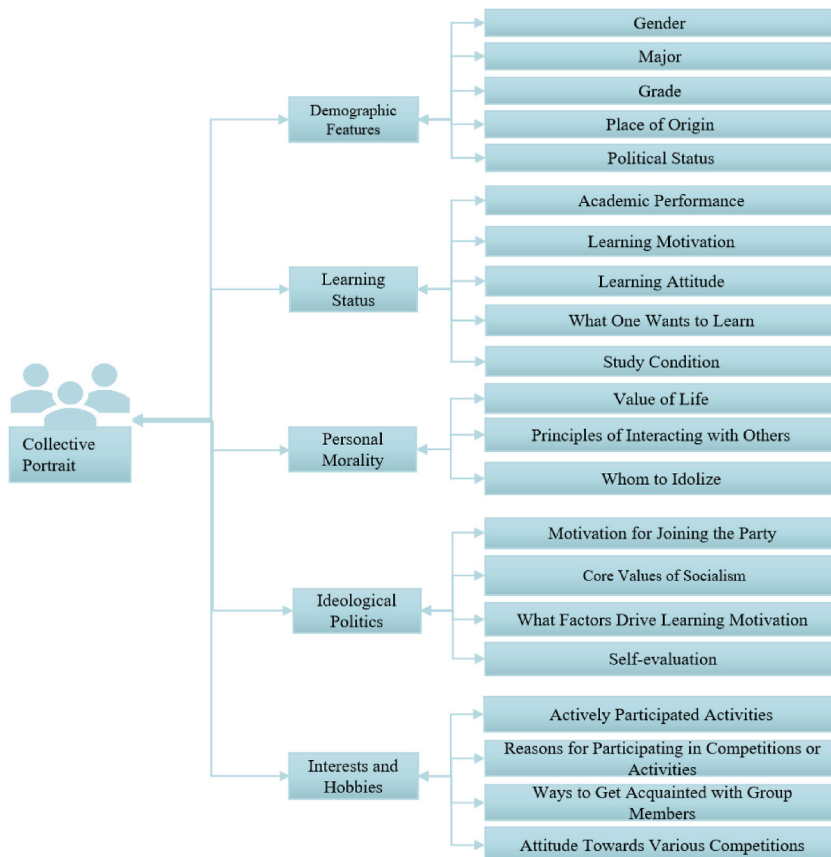 Gender
Major
Grade
Place of Origin
Political Status
Demographic
Features
Academic Performance
Learning Motivation
Learning Attitude
What One Wants to Learn
Study Condition
Learning
Status
Collective
Portrait
Value of Life
Principles of Interacting with Others
Whom to Idolize
Personal
Morality
Motivation for Joining the Party
Core Values of Socialism
What Factors Drive Learning Motivation
Self-evaluation
Ideological
Politics
Actively Participated Activities
Reasons for Participating in Competitions or
Activities
Ways to Get Acquainted with Group
Members
Attitude Towards Various Competitions
Interests and
Hobbies